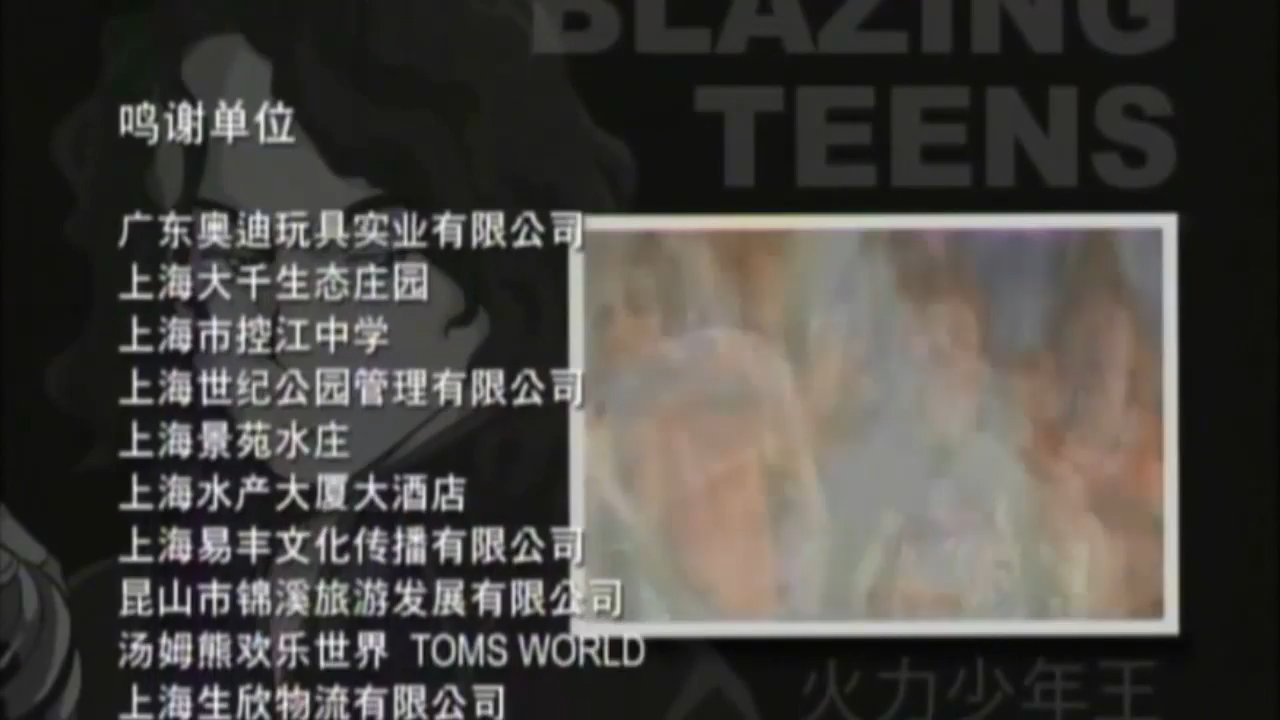 BLAZING
TEENS
鸣谢单位
广东奥迪玩具实业有限公司
上海大千生态庄园
上海市控江中学
上海世纪公园管理有限公司
上海景苑水庄
上海水产大厦大酒店
上海易丰文化传播有限公司
昆山市锦溪旅游发展有限公司
汤姆熊欢乐世界 TOMS WORLD
上海生欣物流有限公司
火力少年王